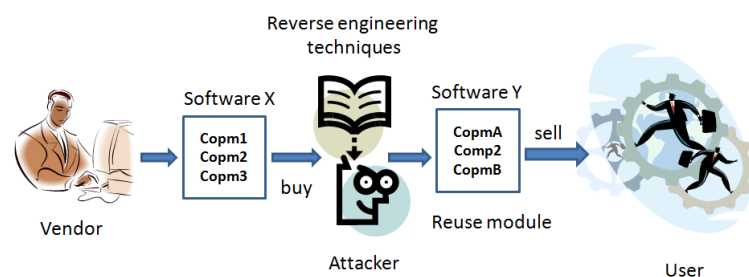 Reverse engineering
techniques
Software X
Software Y
Copm1
Copm2
Copm3
CopmA
Comp2
CopmB
buy
sell
Vendor
Attacker
Reuse module
User